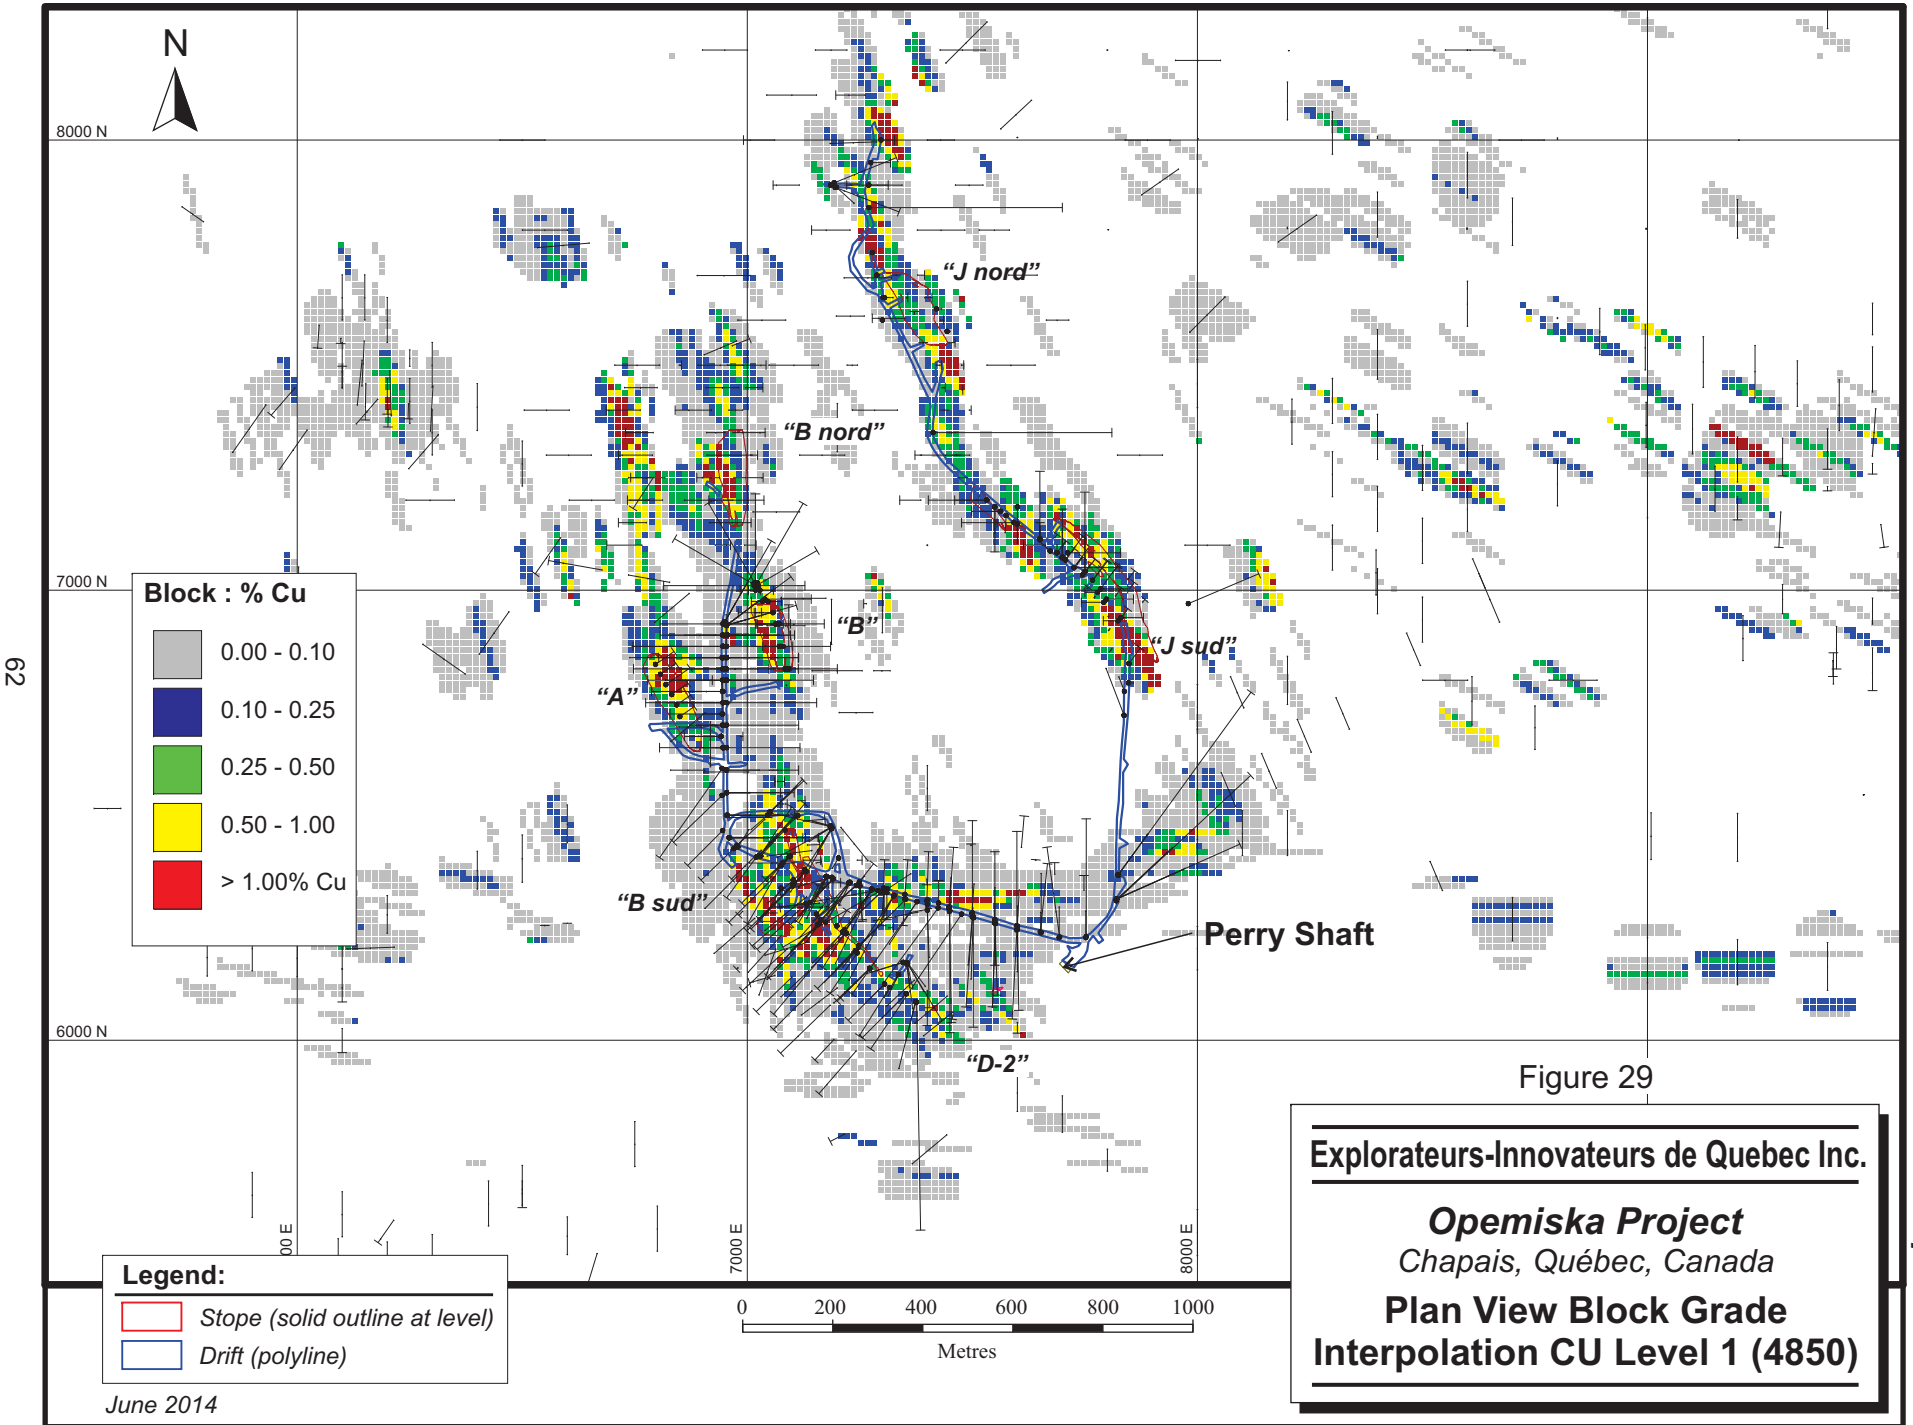 N
8000 N
"J nord"
"B nord"
7000 N
Block : % Cu
0.00 - 0.10
0.10 - 0.25
0.25 - 0.50
0.50 - 1.00
> 1.00% Cu
"B"
"J sud"
"A"
62
"B sud"
Perry Shaft
6000 N
"D-2"
Figure 29
00 E
7000 E
8000 E
Explorateurs-Innovateurs de Quebec Inc.
Opemiska Project
Chapais, Québec, Canada
Plan View Block Grade
Interpolation CU Level 1 (4850)
Legend:
Stope (solid outline at level)
Drift (polyline)
0 200 400 600 800 1000
Metres
June 2014